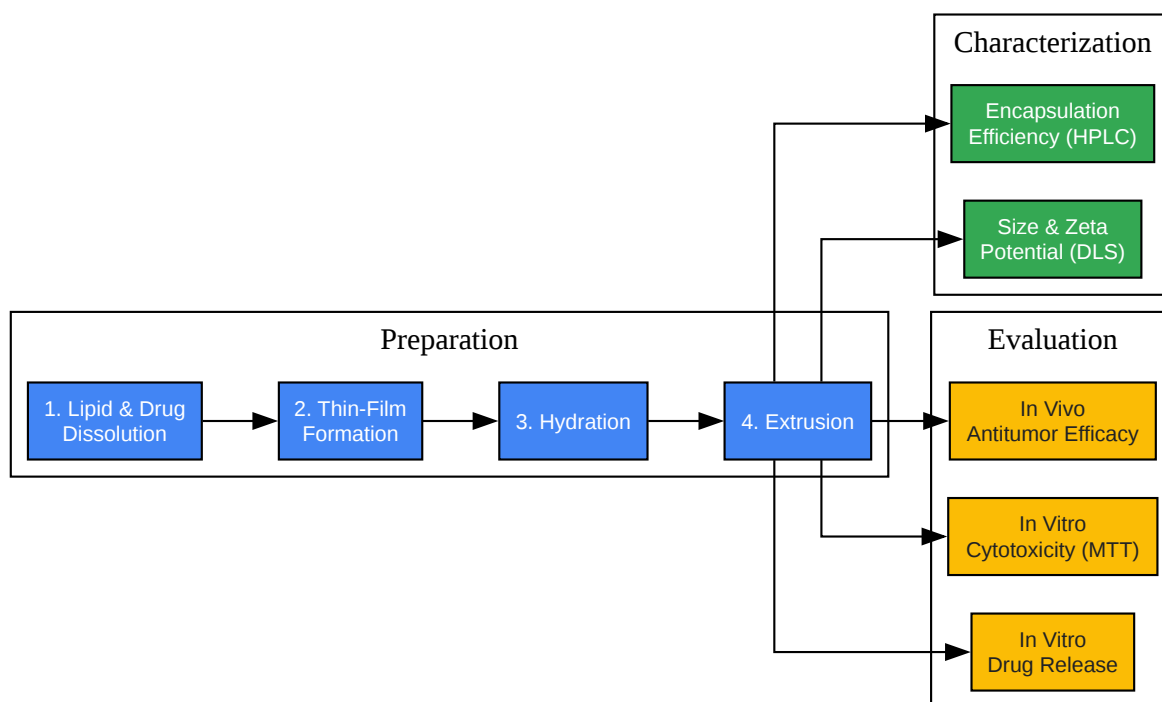 Characterization
Encapsulation
Efficiency (HPLC)
Size & Zeta
Potential (DLS)
Preparation
1. Lipid & Drug
Dissolution
2. Thin-Film
Formation
3. Hydration
4. Extrusion
Evaluation
In Vivo
Antitumor Efficacy
In Vitro
Cytotoxicity (MTT)
In Vitro
Drug Release